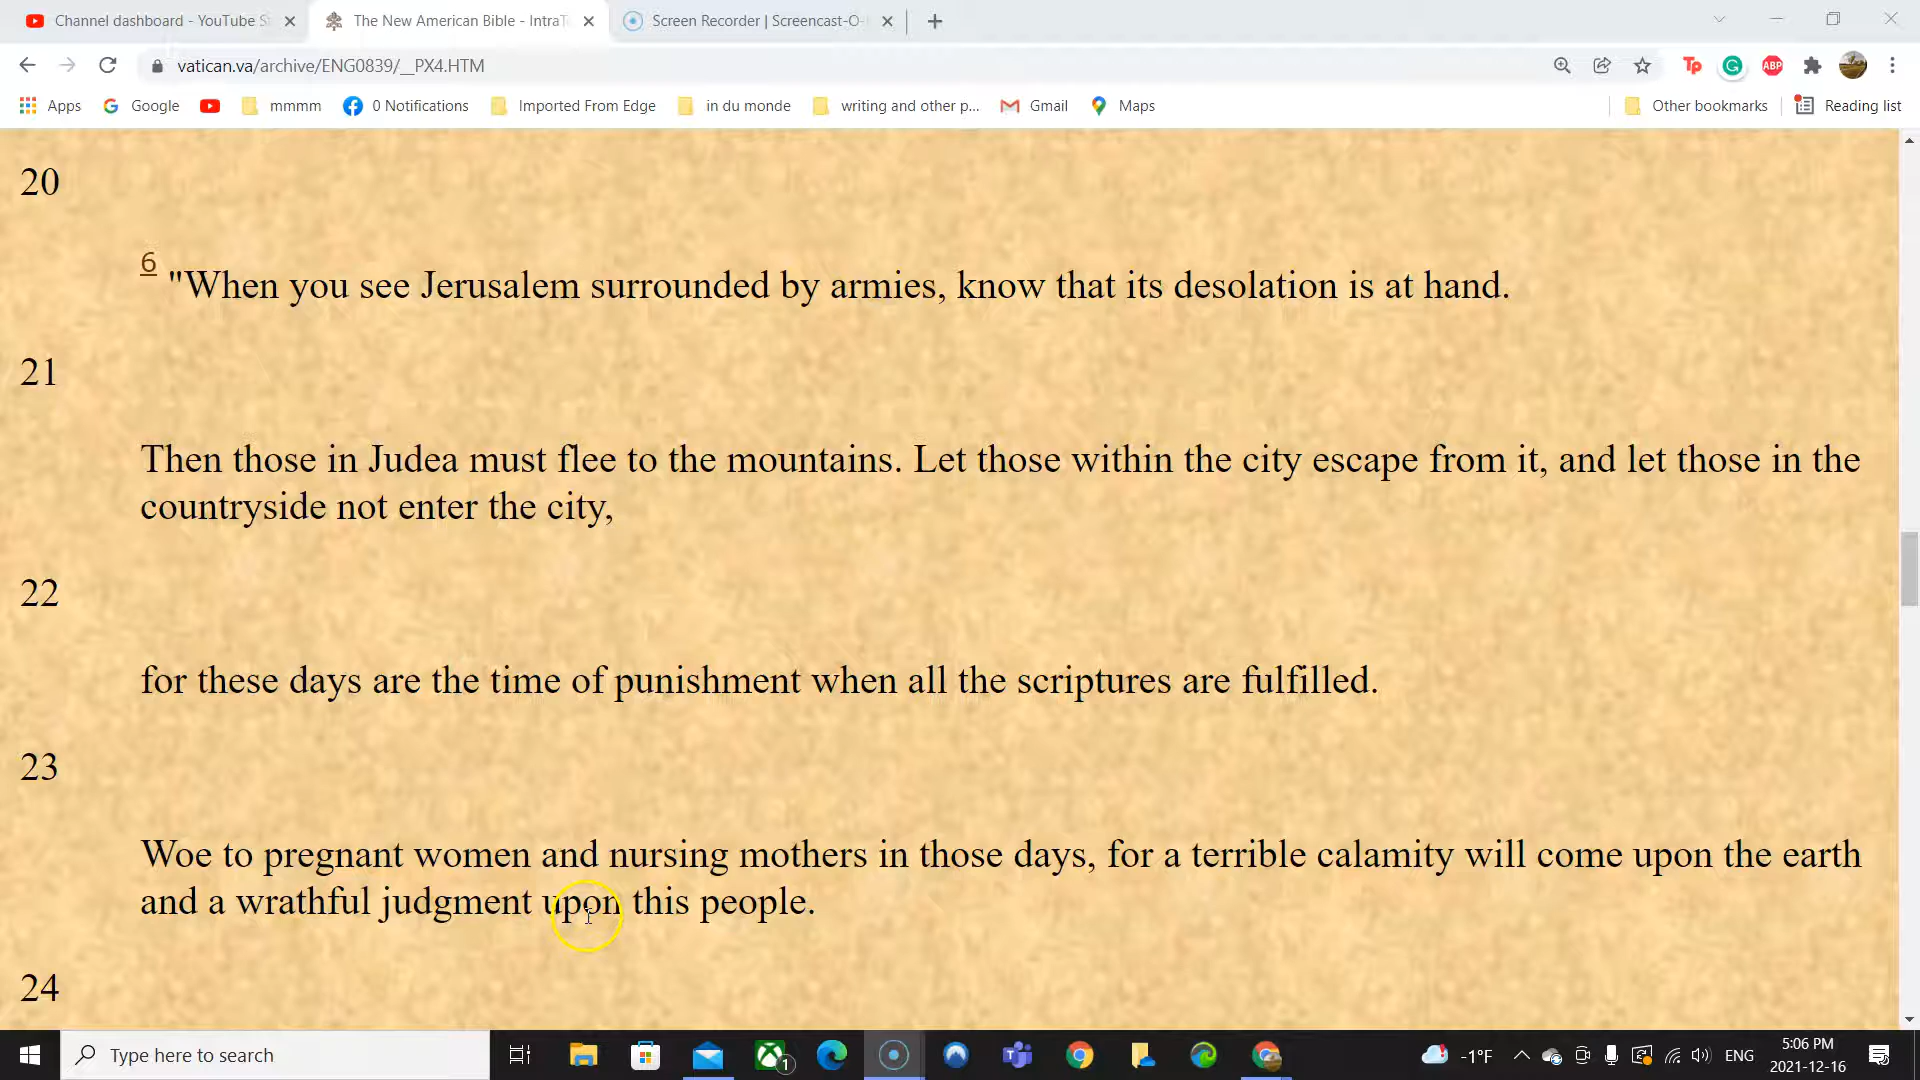 Channel dashboard - YouTube S
The New American Bible - IntraT
Screen Recorder | Screencast-O-
vatican.va/archive/ENG0839/__PX4.HTM
Tp
G
ABP
Apps
Google
mmmm
0 Notifications
Imported From Edge
in du monde
writing and other p...
Gmail
Maps
Other bookmarks
Reading list
20
6 "When you see Jerusalem surrounded by armies, know that its desolation is at hand.
21
Then those in Judea must flee to the mountains. Let those within the city escape from it, and let those in the
countryside not enter the city,
22
for these days are the time of punishment when all the scriptures are fulfilled.
23
Woe to pregnant women and nursing mothers in those days, for a terrible calamity will come upon the earth
and a wrathful judgment upon this people.
24
Type here to search
1
-1°F
ENG
5:06 PM
2021-12-16